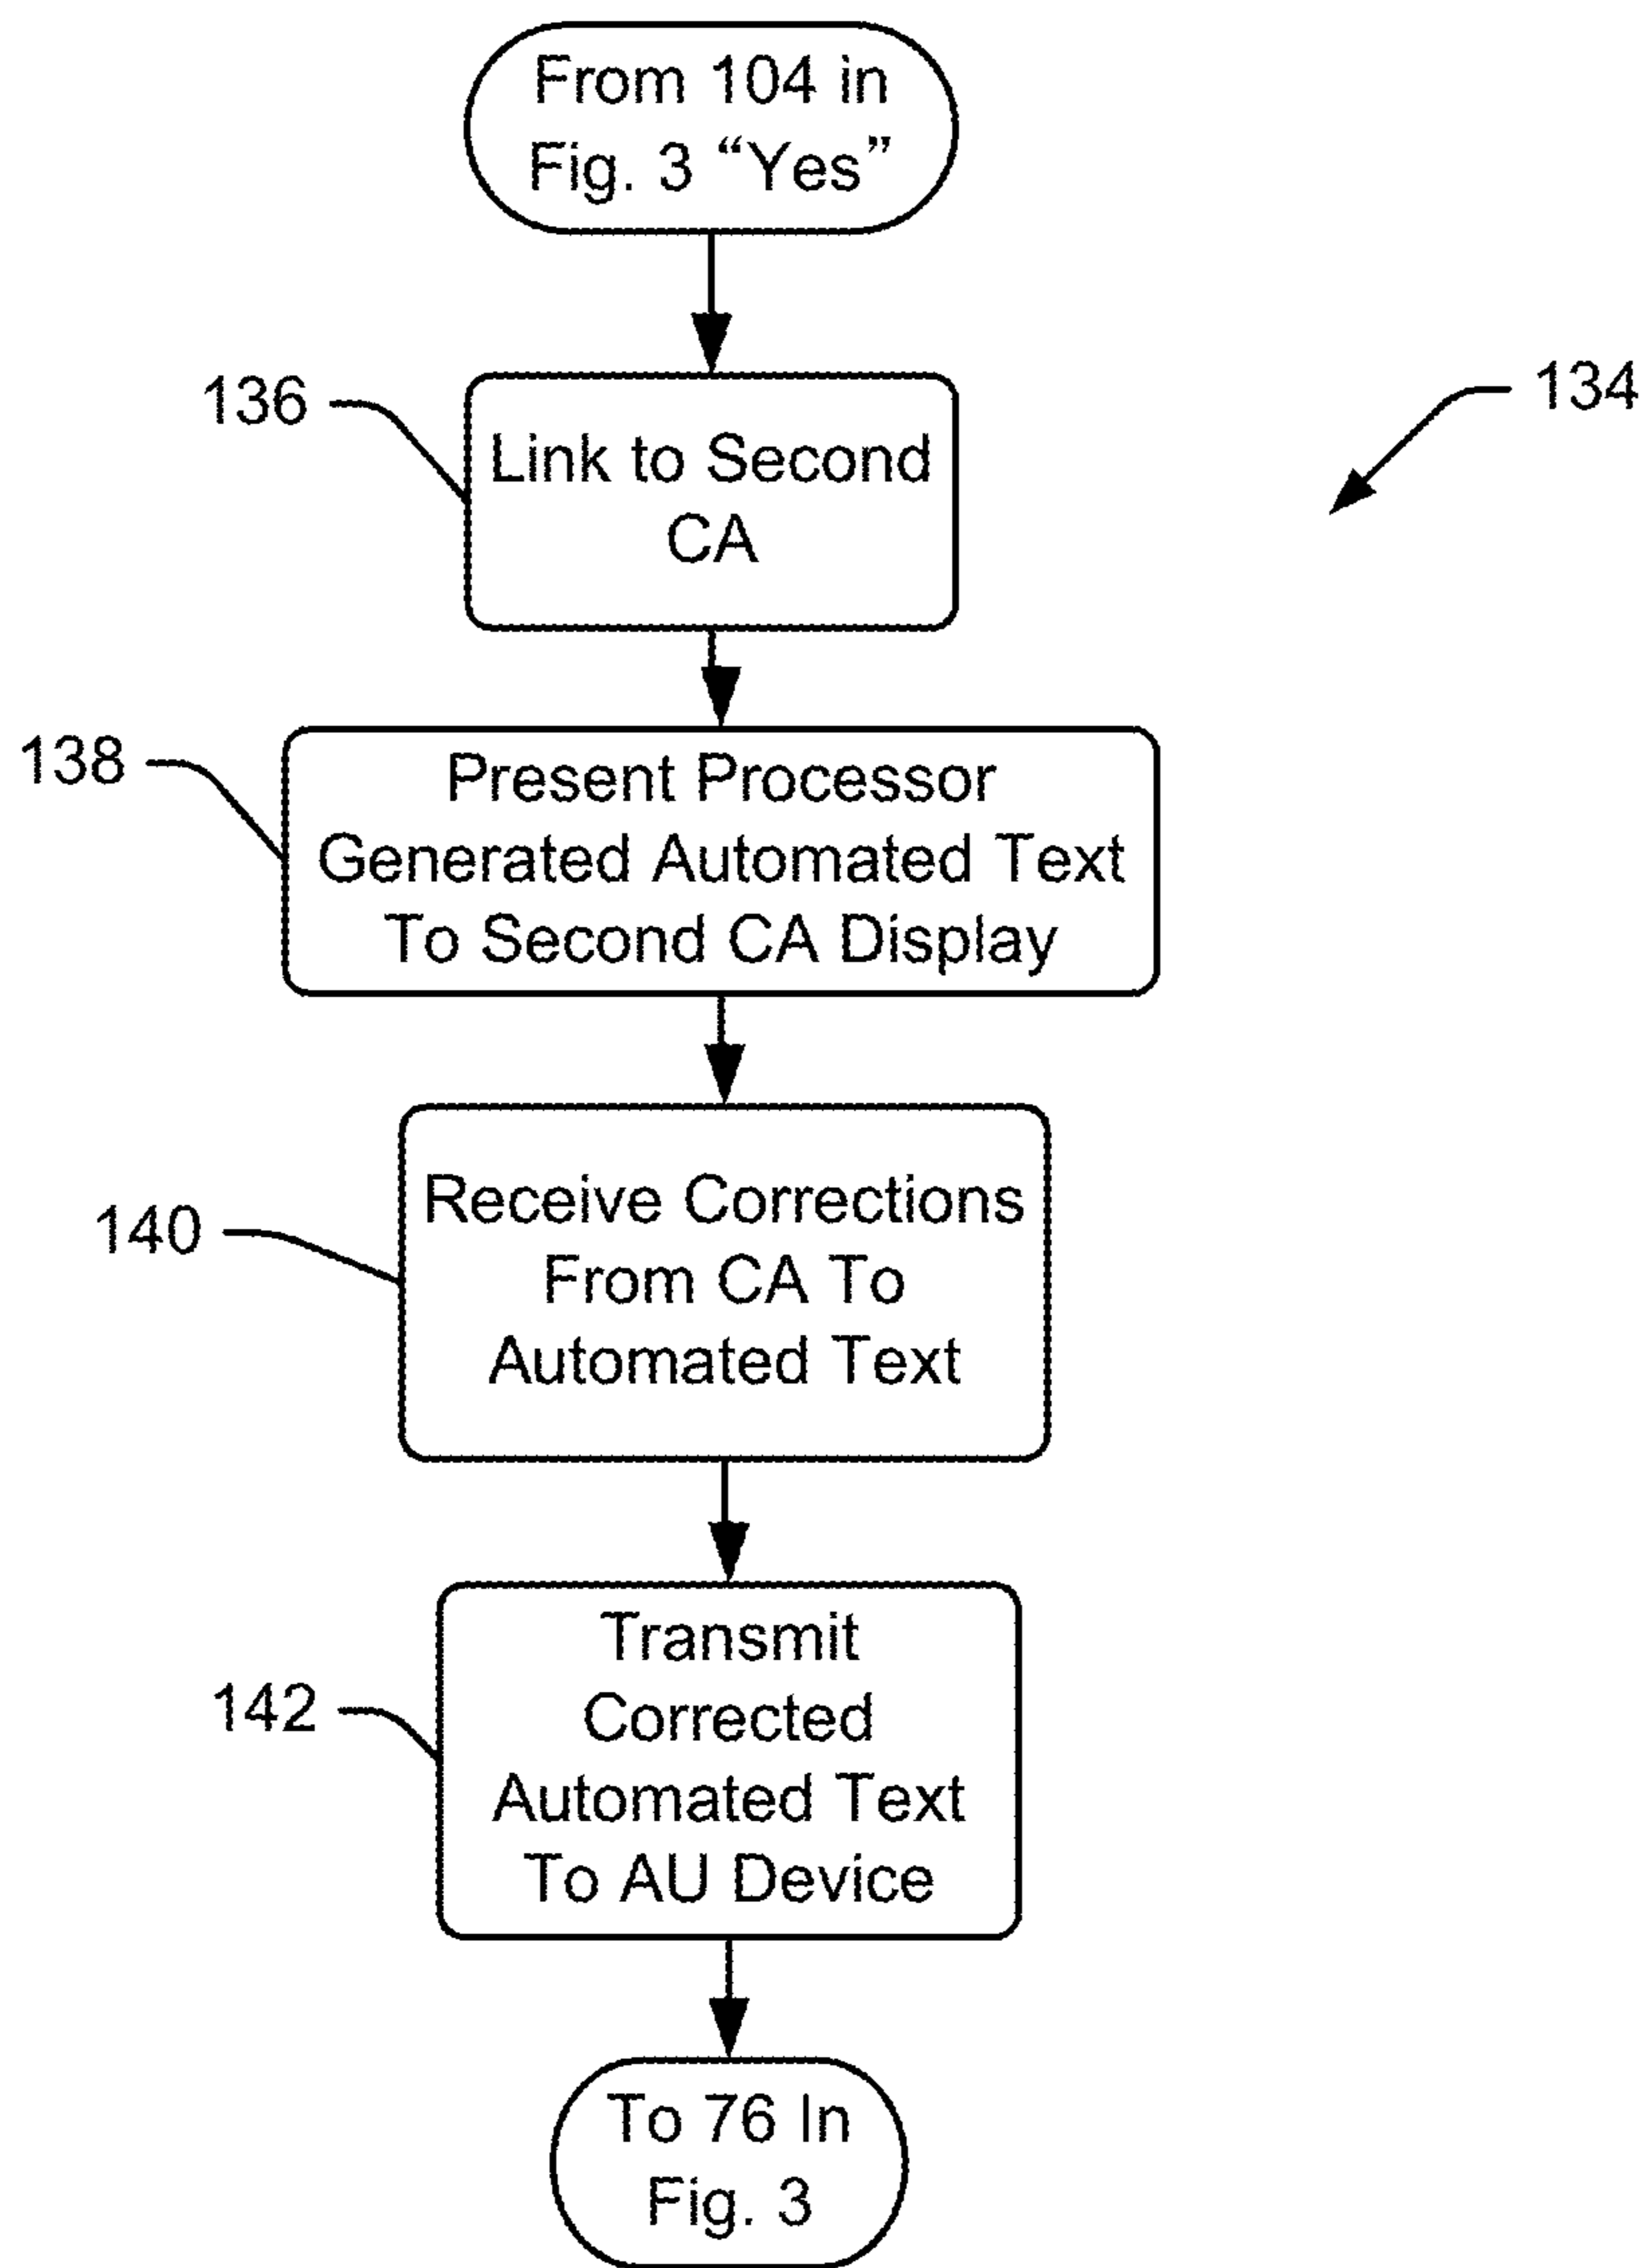 From 104 in
Fig. 3 “Yes”
134
136
Link to Second
CA
138
Present Processor
Generated Automated Text
To Second CA Display
140
Receive Corrections
From CA To
Automated Text
142
Transmit
Corrected
Automated Text
To AU Device
To 76 In
Fig. 3